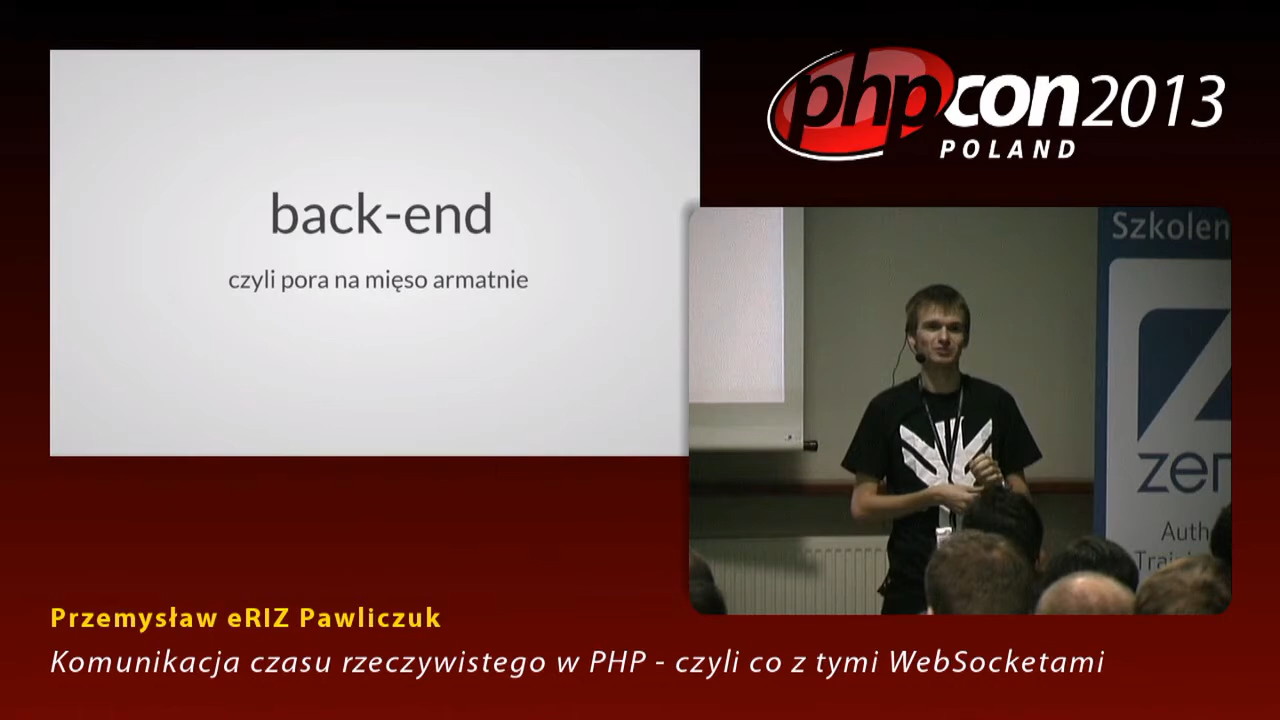 back-end
czyli pora na mięso armatnie
phpcon2013
POLAND
Szkolen
zen
Auth
Przemysław eRIZ Pawliczuk
Komunikacja czasu rzeczywistego w PHP - czyli co z tymi WebSocketami